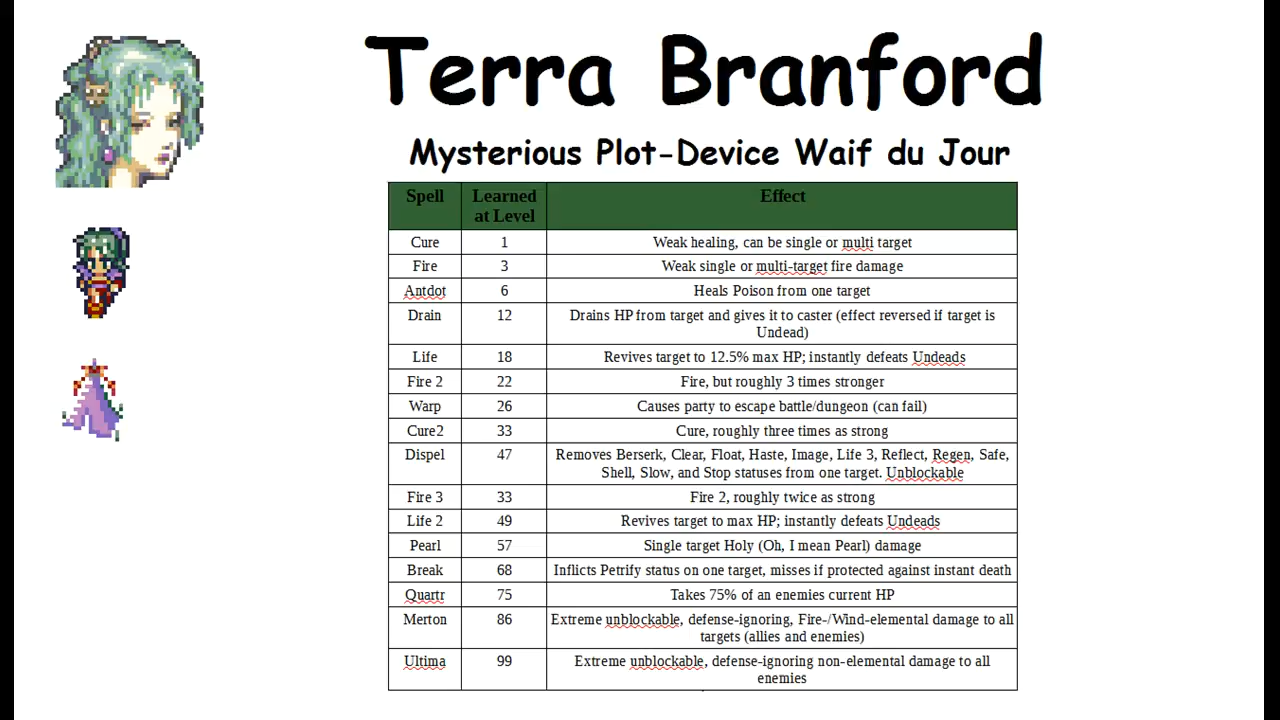 Terra Branford
Mysterious Plot-Device Waif du Jour
Spell Learned at Level Effect
Cure 1 Weak healing, can be single or multi target
Fire 3 Weak single or multi-target fire damage
Antdot 6 Heals Poison from one target
Drain 12 Drains HP from target and gives it to caster (effect reversed if target is
Undead)
Life 18 Revives target to 12.5% max HP; instantly defeats Undeads
Fire 2 22 Fire, but roughly 3 times stronger
Warp 26 Causes party to escape battle/dungeon (can fail)
Cure2 33 Cure, roughly three times as strong
Dispel 47 Removes Berserk, Clear, Float, Haste, Image, Life 3, Reflect, Regen, Safe,
Shell, Slow, and Stop statuses from one target. Unblockable
Fire 3 33 Fire 2, roughly twice as strong
Life 2 49 Revives target to max HP; instantly defeats Undeads
Pearl 57 Single target Holy (Oh, I mean Pearl) damage
Break 68 Inflicts Petrify status on one target, misses if protected against instant death
Quartr 75 Takes 75% of an enemies current HP
Merton 86 Extreme unblockable, defense-ignoring, Fire-/Wind-elemental damage to all
targets (allies and enemies)
Ultima 99 Extreme unblockable, defense-ignoring non-elemental damage to all
enemies